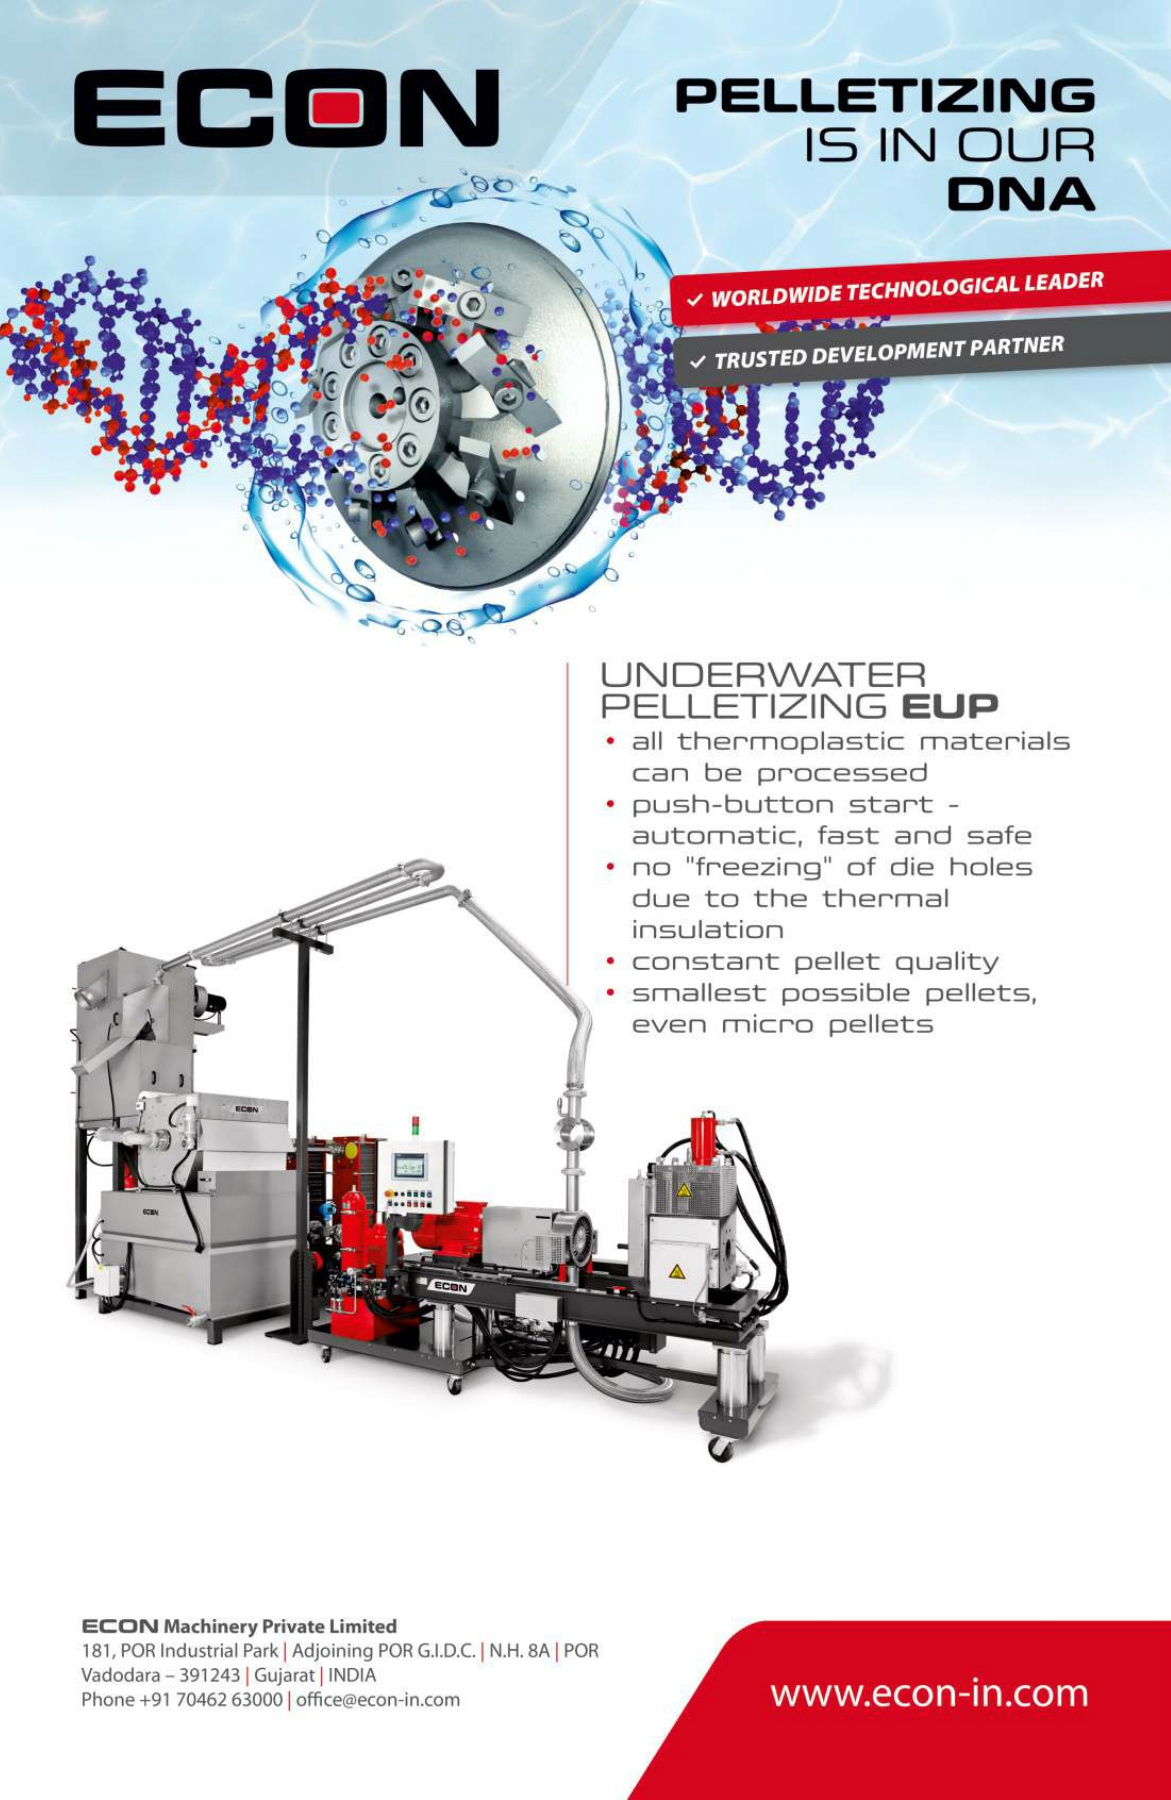 ECON
PELLETIZING
IS IN OUR
DNA
✓ WORLDWIDE TECHNOLOGICAL LEADER
✓ TRUSTED DEVELOPMENT PARTNER
UNDERWATER
PELLETIZING EUP
• all thermoplastic materials
can be processed
• push-button start -
automatic, fast and safe
• no "freezing" of die holes
due to the thermal
insulation
• constant pellet quality
• smallest possible pellets,
even micro pellets
ECON
ECON
ECON
ECON Machinery Private Limited
181, POR Industrial Park | Adjoining POR G.I.D.C. | N.H. 8A | POR
Vadodara – 391243 | Gujarat | INDIA
Phone +91 70462 63000 | office@econ-in.com
www.econ-in.com